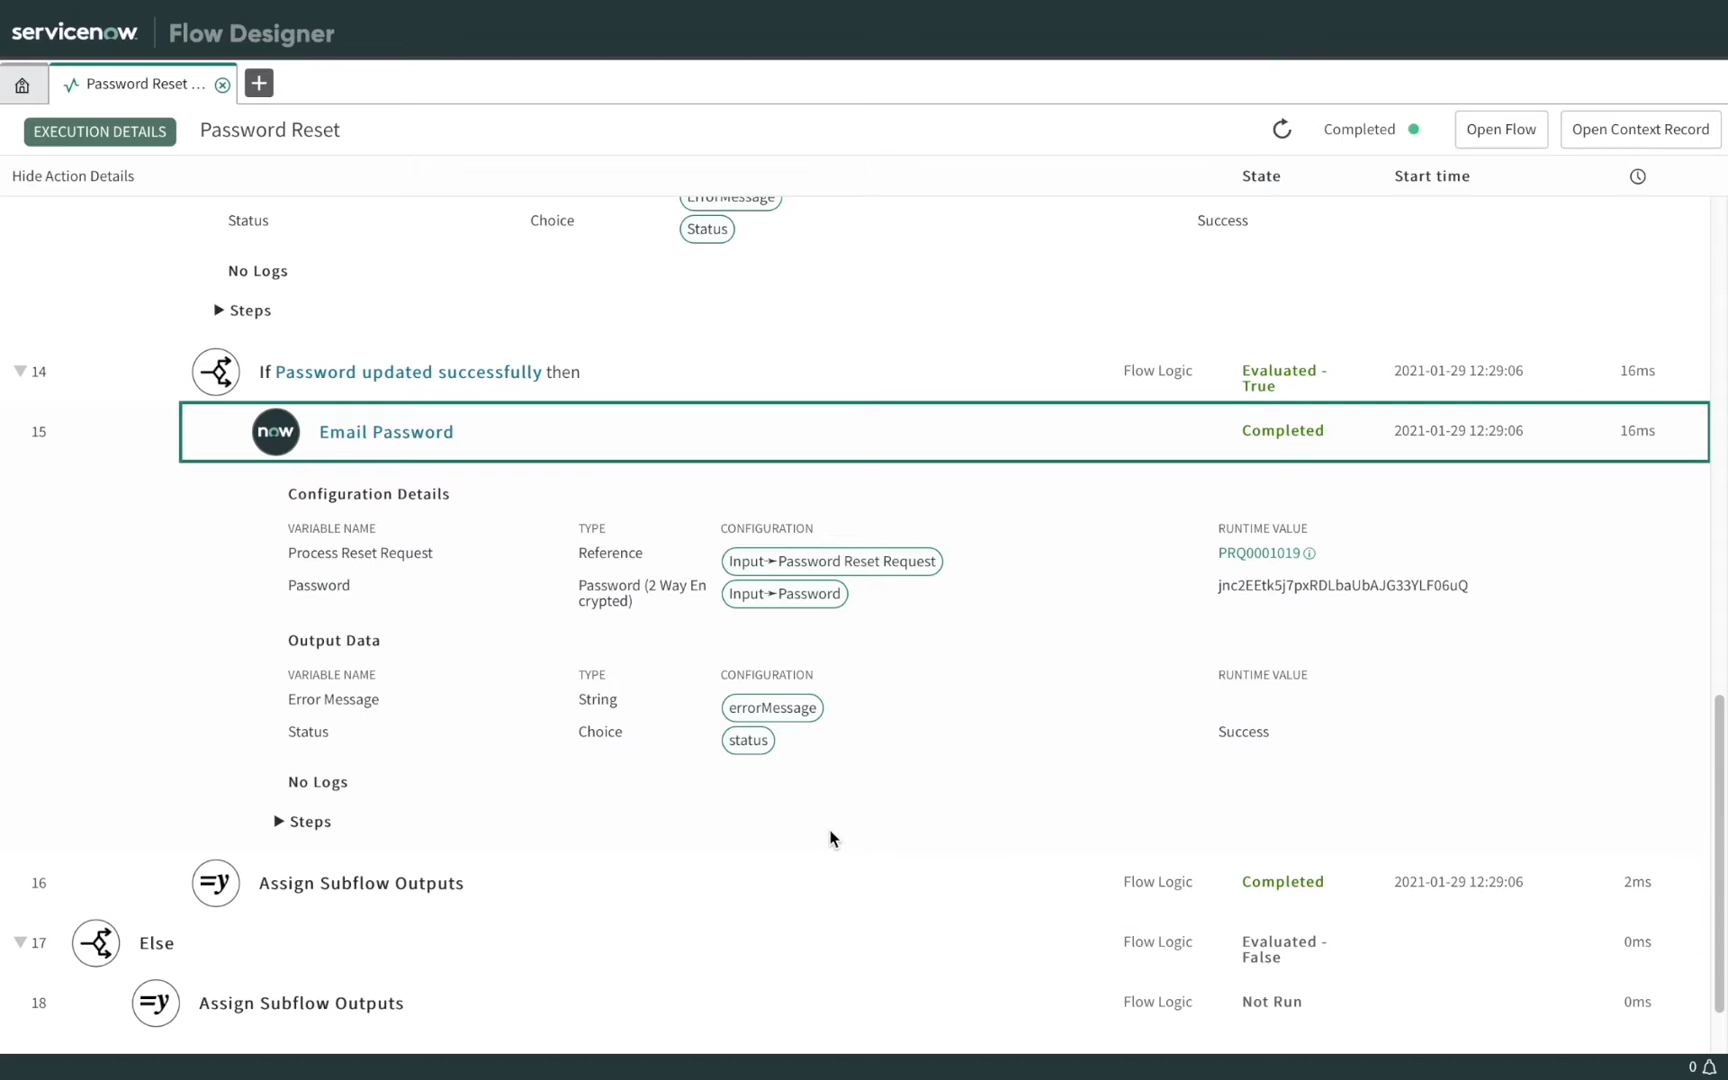 servicenow Flow Designer
Password Reset ...
EXECUTION DETAILS Password Reset Completed Open Flow Open Context Record
Hide Action Details State Start time
ErrorMessage
Status Choice Status Success
No Logs
Steps
14 If Password updated successfully then Flow Logic Evaluated - True 2021-01-29 12:29:06 16ms
15 now Email Password Completed 2021-01-29 12:29:06 16ms
Configuration Details
VARIABLE NAME TYPE CONFIGURATION RUNTIME VALUE
Process Reset Request Reference Input➛Password Reset Request PRQ0001019
Password Password (2 Way En Input➛Password jnc2EEtk5j7pxRDLbaUbAJG33YLF06uQ
crypted)
Output Data
VARIABLE NAME TYPE CONFIGURATION RUNTIME VALUE
Error Message String errorMessage
Status Choice status Success
No Logs
Steps
16 =y Assign Subflow Outputs Flow Logic Completed 2021-01-29 12:29:06 2ms
17 Else Flow Logic Evaluated - False 0ms
18 =y Assign Subflow Outputs Flow Logic Not Run 0ms
0